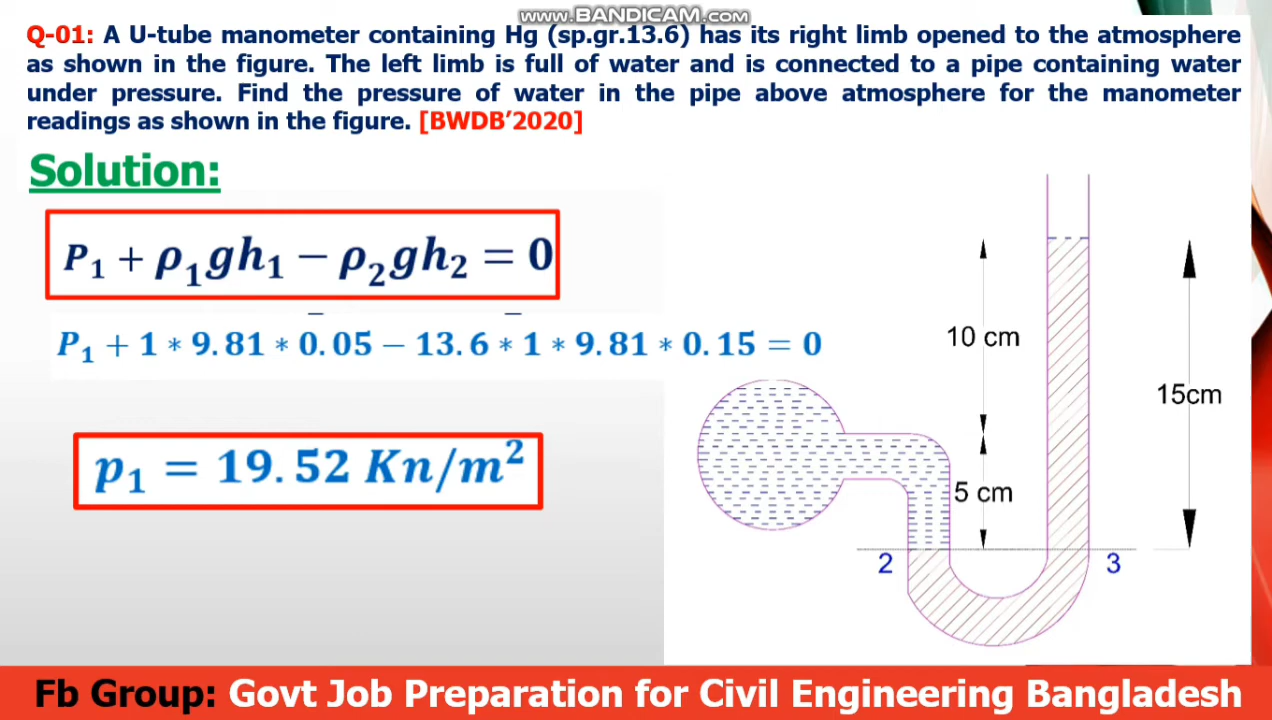 www.BANDICAM.com
Q-01: A U-tube manometer containing Hg (sp.gr.13.6) has its right limb opened to the atmosphere
as shown in the figure. The left limb is full of water and is connected to a pipe containing water
under pressure. Find the pressure of water in the pipe above atmosphere for the manometer
readings as shown in the figure. [BWDB’2020]
Solution:
P₁ + ρ₁gh₁ − ρ₂gh₂ = 0
P₁ + 1 * 9.81 * 0.05 − 13.6 * 1 * 9.81 * 0.15 = 0
p₁ = 19.52 Kn/m²
10 cm
15cm
5 cm
2
3
Fb Group: Govt Job Preparation for Civil Engineering Bangladesh